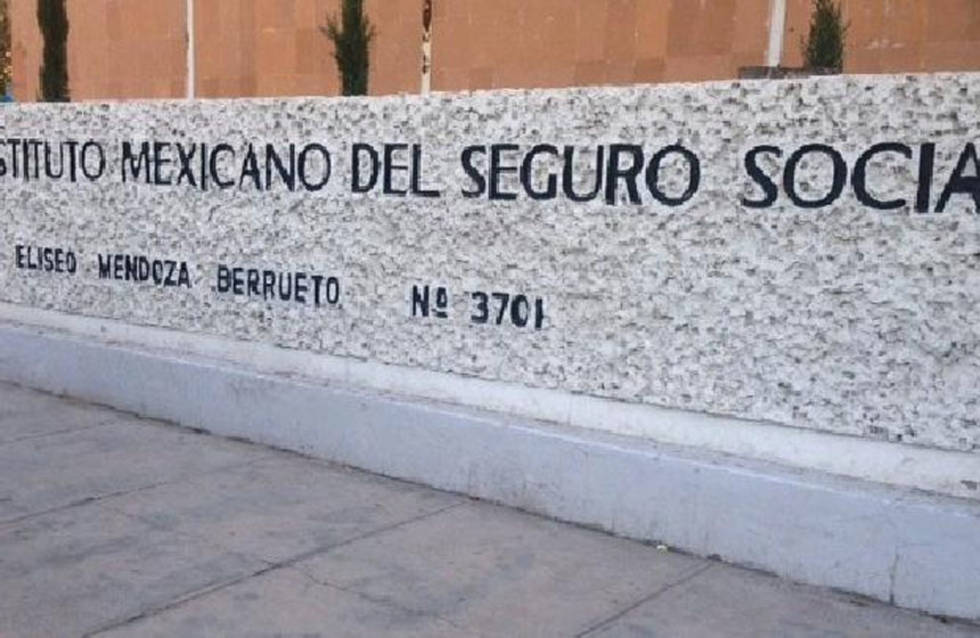 STITUTO MEXICANO DEL SEGURO SOCIA
ELISEO MENDOZA BERRUETO Nº 3701